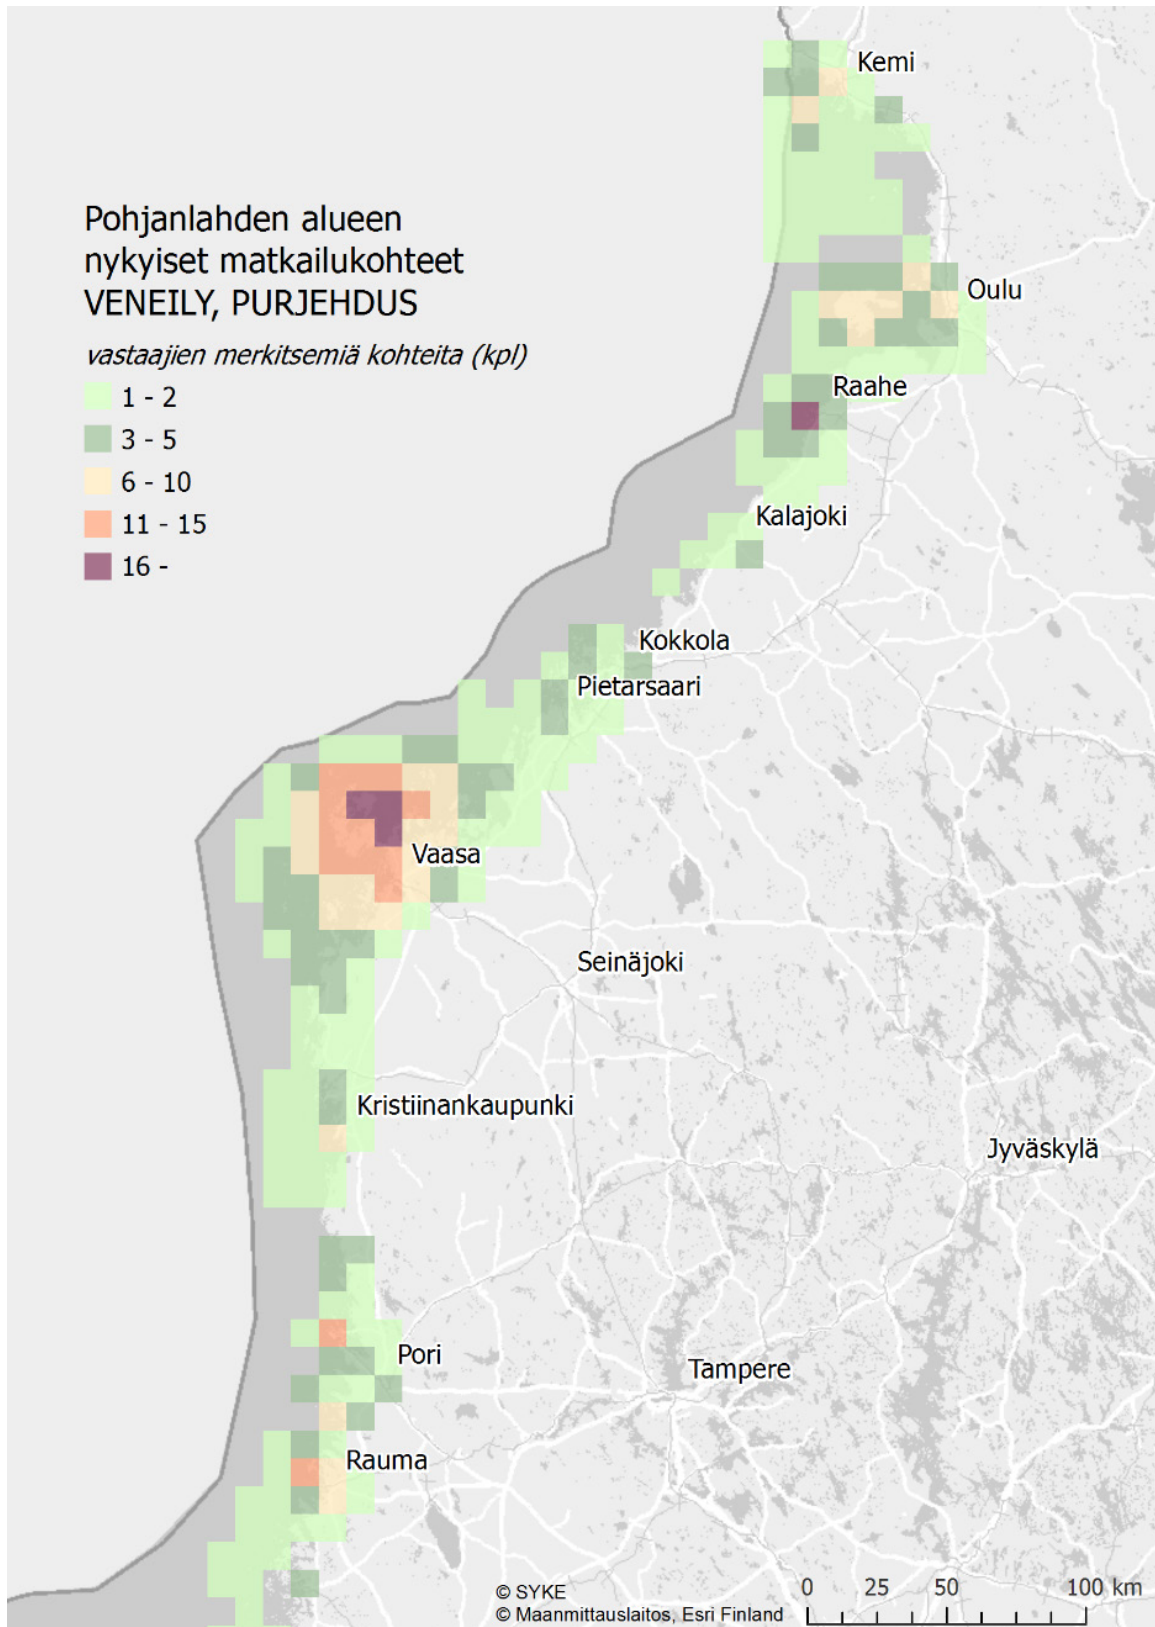 Kemi
Pohjanlahden alueen
nykyiset matkailukohteet
VENEILY, PURJEHDUS
vastaajien merkitsemiä kohteita (kpl)
1 - 2
3 - 5
6 - 10
11 - 15
16 -
Oulu
Raahe
Kalajoki
Kokkola
Pietarsaari
Vaasa
Seinäjoki
Kristiinankaupunki
Jyväskylä
Pori
Tampere
Rauma
© SYKE
© Maanmittauslaitos, Esri Finland
0 25 50 100 km